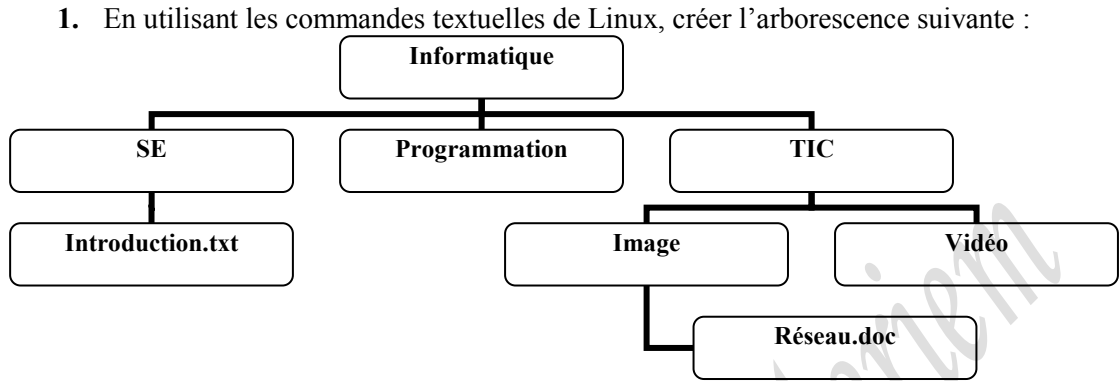 1. En utilisant les commandes textuelles de Linux, créer l’arborescence suivante :
Informatique
SE Programmation TIC
Introduction.txt Image Vidéo
Réseau.doc